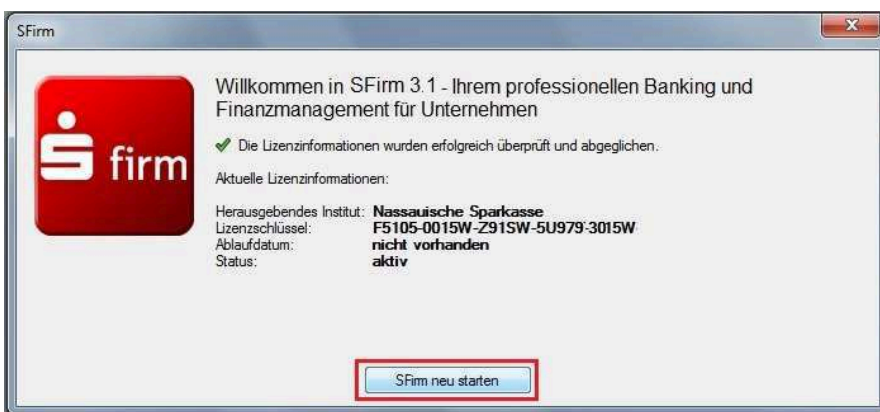 SFirm
Willkommen in SFirm 3.1 - Ihrem professionellen Banking und
Finanzmanagement für Unternehmen
Die Lizenzinformationen wurden erfolgreich überprüft und abgeglichen.
firm
Aktuelle Lizenzinformationen:
Herausgebendes Institut: Nassauische Sparkasse
Lizenzschlüssel: F5105-0015W-Z91SW-5U979-3015W
Ablaufdatum: nicht vorhanden
Status: aktiv
SFirm neu starten